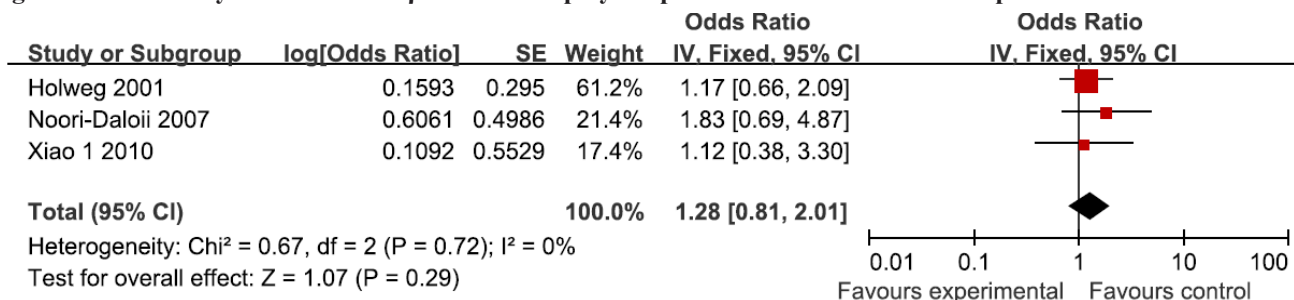 Odds Ratio Odds Ratio
Study or Subgroup log[Odds Ratio] SE Weight IV, Fixed, 95% CI IV, Fixed, 95% CI
Holweg 2001 0.1593 0.295 61.2% 1.17 [0.66, 2.09]
Noori-Daloii 2007 0.6061 0.4986 21.4% 1.83 [0.69, 4.87]
Xiao 1 2010 0.1092 0.5529 17.4% 1.12 [0.38, 3.30]
Total (95% CI) 100.0% 1.28 [0.81, 2.01]
Heterogeneity: Chi² = 0.67, df = 2 (P = 0.72); I² = 0%
Test for overall effect: Z = 1.07 (P = 0.29)
0.01 0.1 1 10 100
Favours experimental Favours control